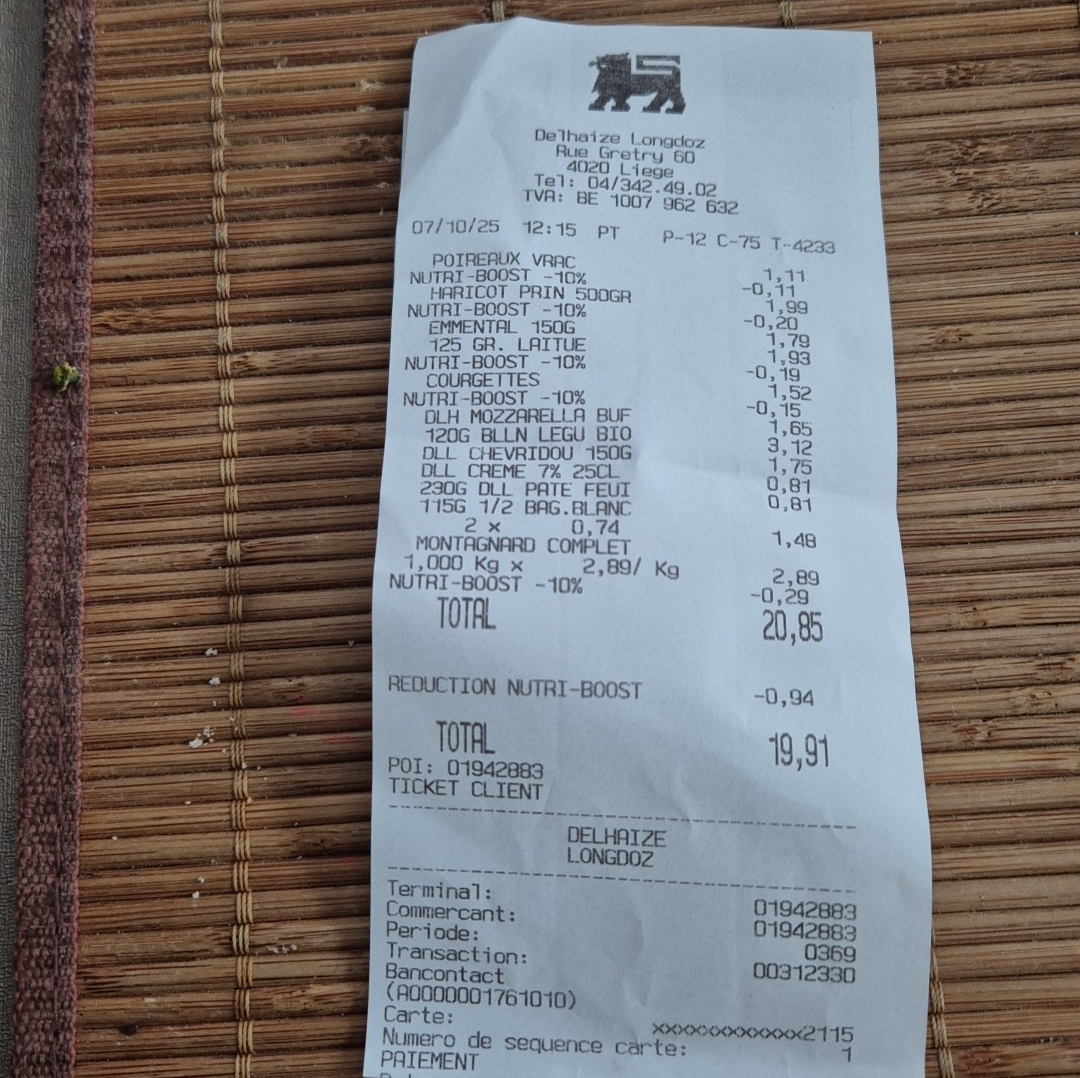 Delhaize Longdoz
Rue Gretry 60
4020 Liege
Tel: 04/342.49.02
TVA: BE 1007 962 632
07/10/25 12:15 PT P-12 C-75 T-4233
POIREAUX VRAC 1,11
NUTRI-BOOST -10% -0,11
HARICOT PRIN 500GR 1,99
NUTRI-BOOST -10% -0,20
EMMENTAL 150G 1,79
125 GR. LAITUE 1,93
NUTRI-BOOST -10% -0,19
COURGETTES 1,52
NUTRI-BOOST -10% -0,15
DLH MOZZARELLA BUF 1,65
120G BLLN LEGU BIO 3,12
DLL CHEVRIDOU 150G 1,75
DLL CREME 7% 25CL 0,81
230G DLL PATE FEUI 0,81
115G 1/2 BAG.BLANC
2 x 0,74 1,48
MONTAGNARD COMPLET
1,000 Kg x 2,89/ Kg 2,89
NUTRI-BOOST -10% -0,29
TOTAL 20,85
REDUCTION NUTRI-BOOST -0,94
TOTAL 19,91
POI: 01942883
TICKET CLIENT
DELHAIZE
LONGDOZ
Terminal: 01942883
Commercant: 01942883
Periode: 0369
Transaction: 00312330
Bancontact
(A0000001761010)
Carte: xxxxxxxxxxxxx2115
Numero de sequence carte: 1
PAIEMENT